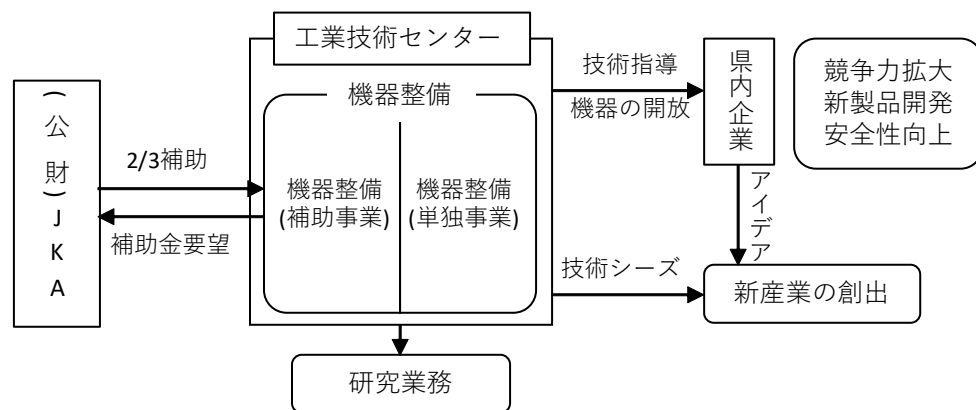 工業技術センター
機器整備
機器整備
(補助事業)
機器整備
(単独事業)
(公財)JKA
2/3補助
補助金要望
技術指導
機器の開放
県内企業
競争力拡大
新製品開発
安全性向上
アイデア
技術シーズ
新産業の創出
研究業務